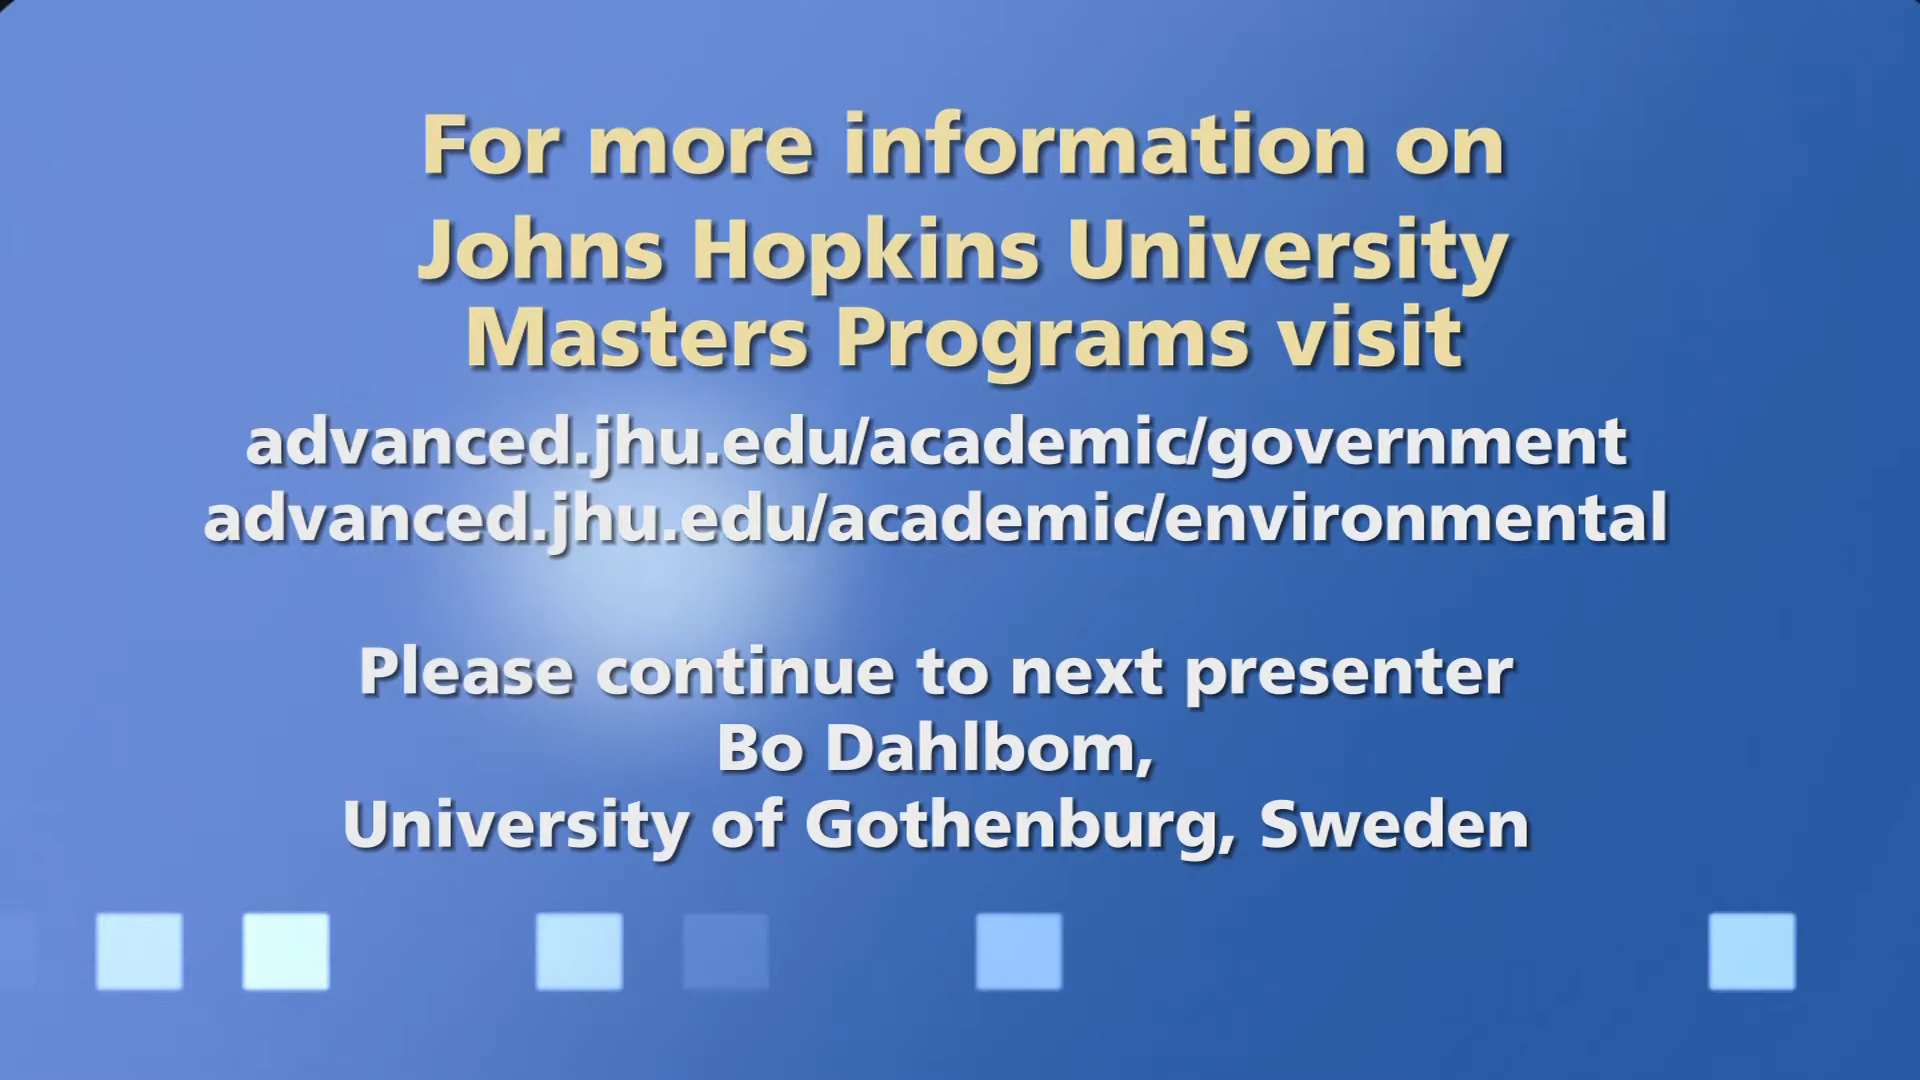 For more information on
Johns Hopkins University
Masters Programs visit
advanced.jhu.edu/academic/government
advanced.jhu.edu/academic/environmental
Please continue to next presenter
Bo Dahlbom,
University of Gothenburg, Sweden